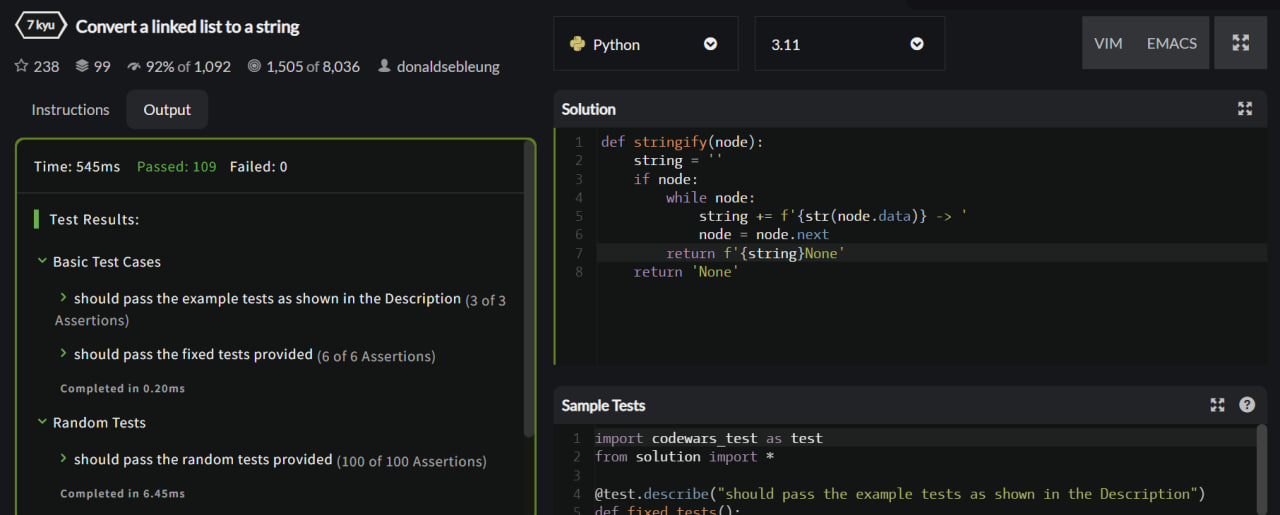 7 kyu Convert a linked list to a string
238 99 92% of 1,092 1,505 of 8,036 donaldsebleung
Instructions Output
Time: 545ms Passed: 109 Failed: 0
Test Results:
Basic Test Cases
should pass the example tests as shown in the Description (3 of 3
Assertions)
should pass the fixed tests provided (6 of 6 Assertions)
Completed in 0.20ms
Random Tests
should pass the random tests provided (100 of 100 Assertions)
Completed in 6.45ms
Python 3.11 VIM EMACS
Solution
1 def stringify(node):
2     string = ''
3     if node:
4         while node:
5             string += f'{str(node.data)} -> '
6             node = node.next
7         return f'{string}None'
8     return 'None'
Sample Tests ?
1 import codewars_test as test
2 from solution import *
3
4 @test.describe("should pass the example tests as shown in the Description")
5 def fixed_tests():